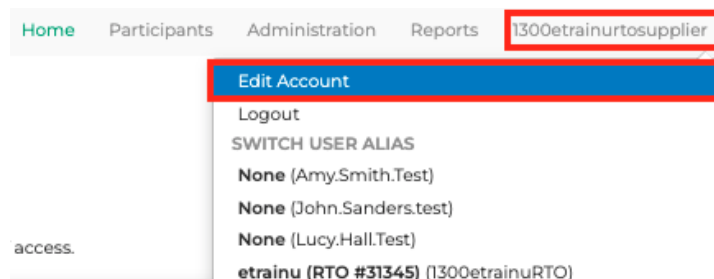 Home Participants Administration Reports 1300etrainurtosupplier
Edit Account
Logout
SWITCH USER ALIAS
None (Amy.Smith.Test)
None (John.Sanders.test)
None (Lucy.Hall.Test)
access.
etrainu (RTO #31345) (1300etrainuRTO)